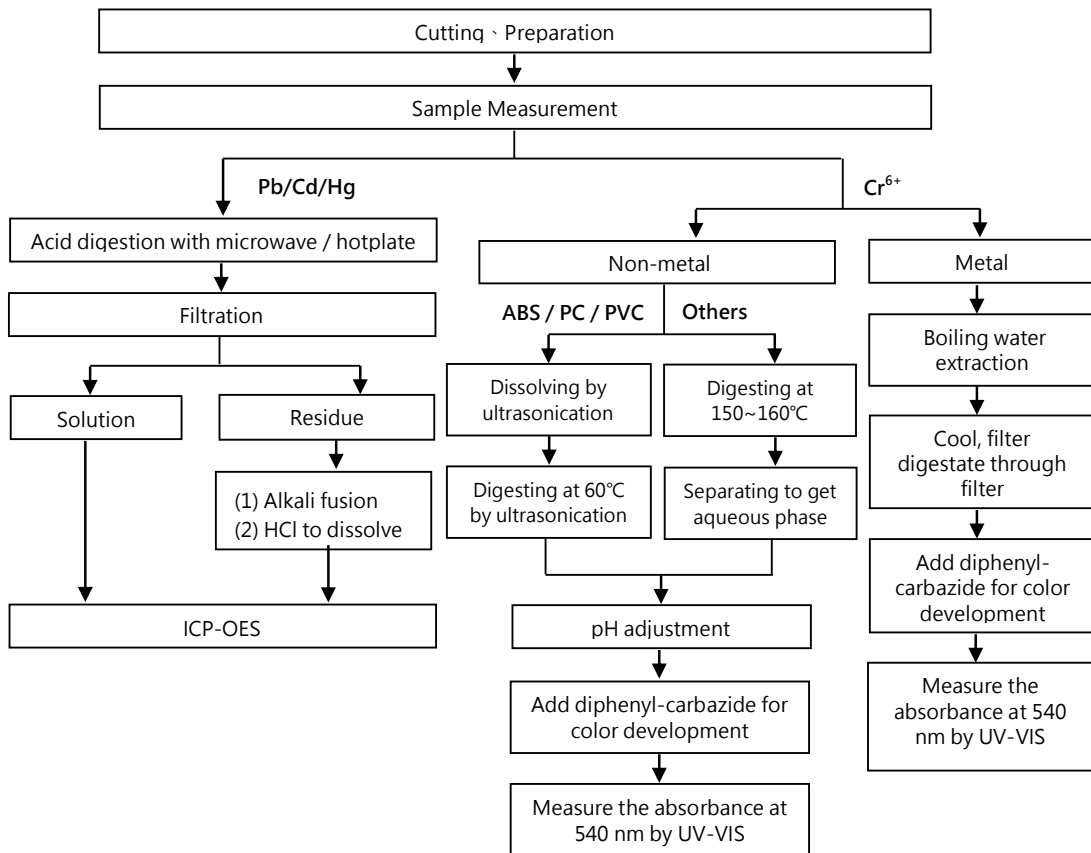 Cutting、Preparation
Sample Measurement
Pb/Cd/Hg
Cr6+
Acid digestion with microwave / hotplate
Filtration
Solution
Residue
(1) Alkali fusion
(2) HCl to dissolve
ICP-OES
Non-metal
ABS / PC / PVC
Others
Dissolving by
ultrasonication
Digesting at 60℃
by ultrasonication
Digesting at
150~160℃
Separating to get
aqueous phase
pH adjustment
Add diphenyl-carbazide for
color development
Measure the absorbance at
540 nm by UV-VIS
Metal
Boiling water
extraction
Cool, filter
digestate through
filter
Add diphenyl-
carbazide for color
development
Measure the
absorbance at 540
nm by UV-VIS